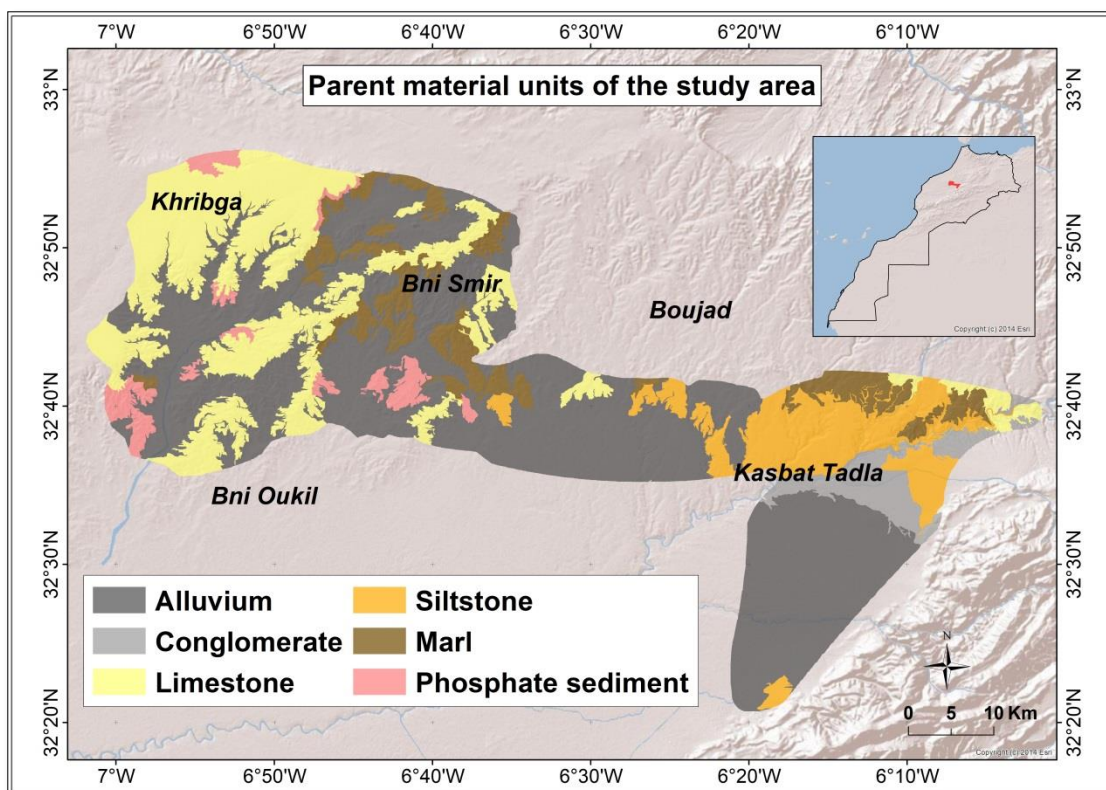 7°W 6°50'W 6°40'W 6°30'W 6°20'W 6°10'W
Parent material units of the study area
33°N 33°N
Khribga
32°50'N 32°50'N
Bni Smir
Boujad
Copyright (c) 2014 Esri
32°40'N 32°40'N
Kasbat Tadla
Bni Oukil
32°30'N 32°30'N
Alluvium Siltstone
Conglomerate Marl
Limestone Phosphate sediment
N
0 5 10 Km
32°20'N 32°20'N
Copyright (c) 2014 Esri
7°W 6°50'W 6°40'W 6°30'W 6°20'W 6°10'W